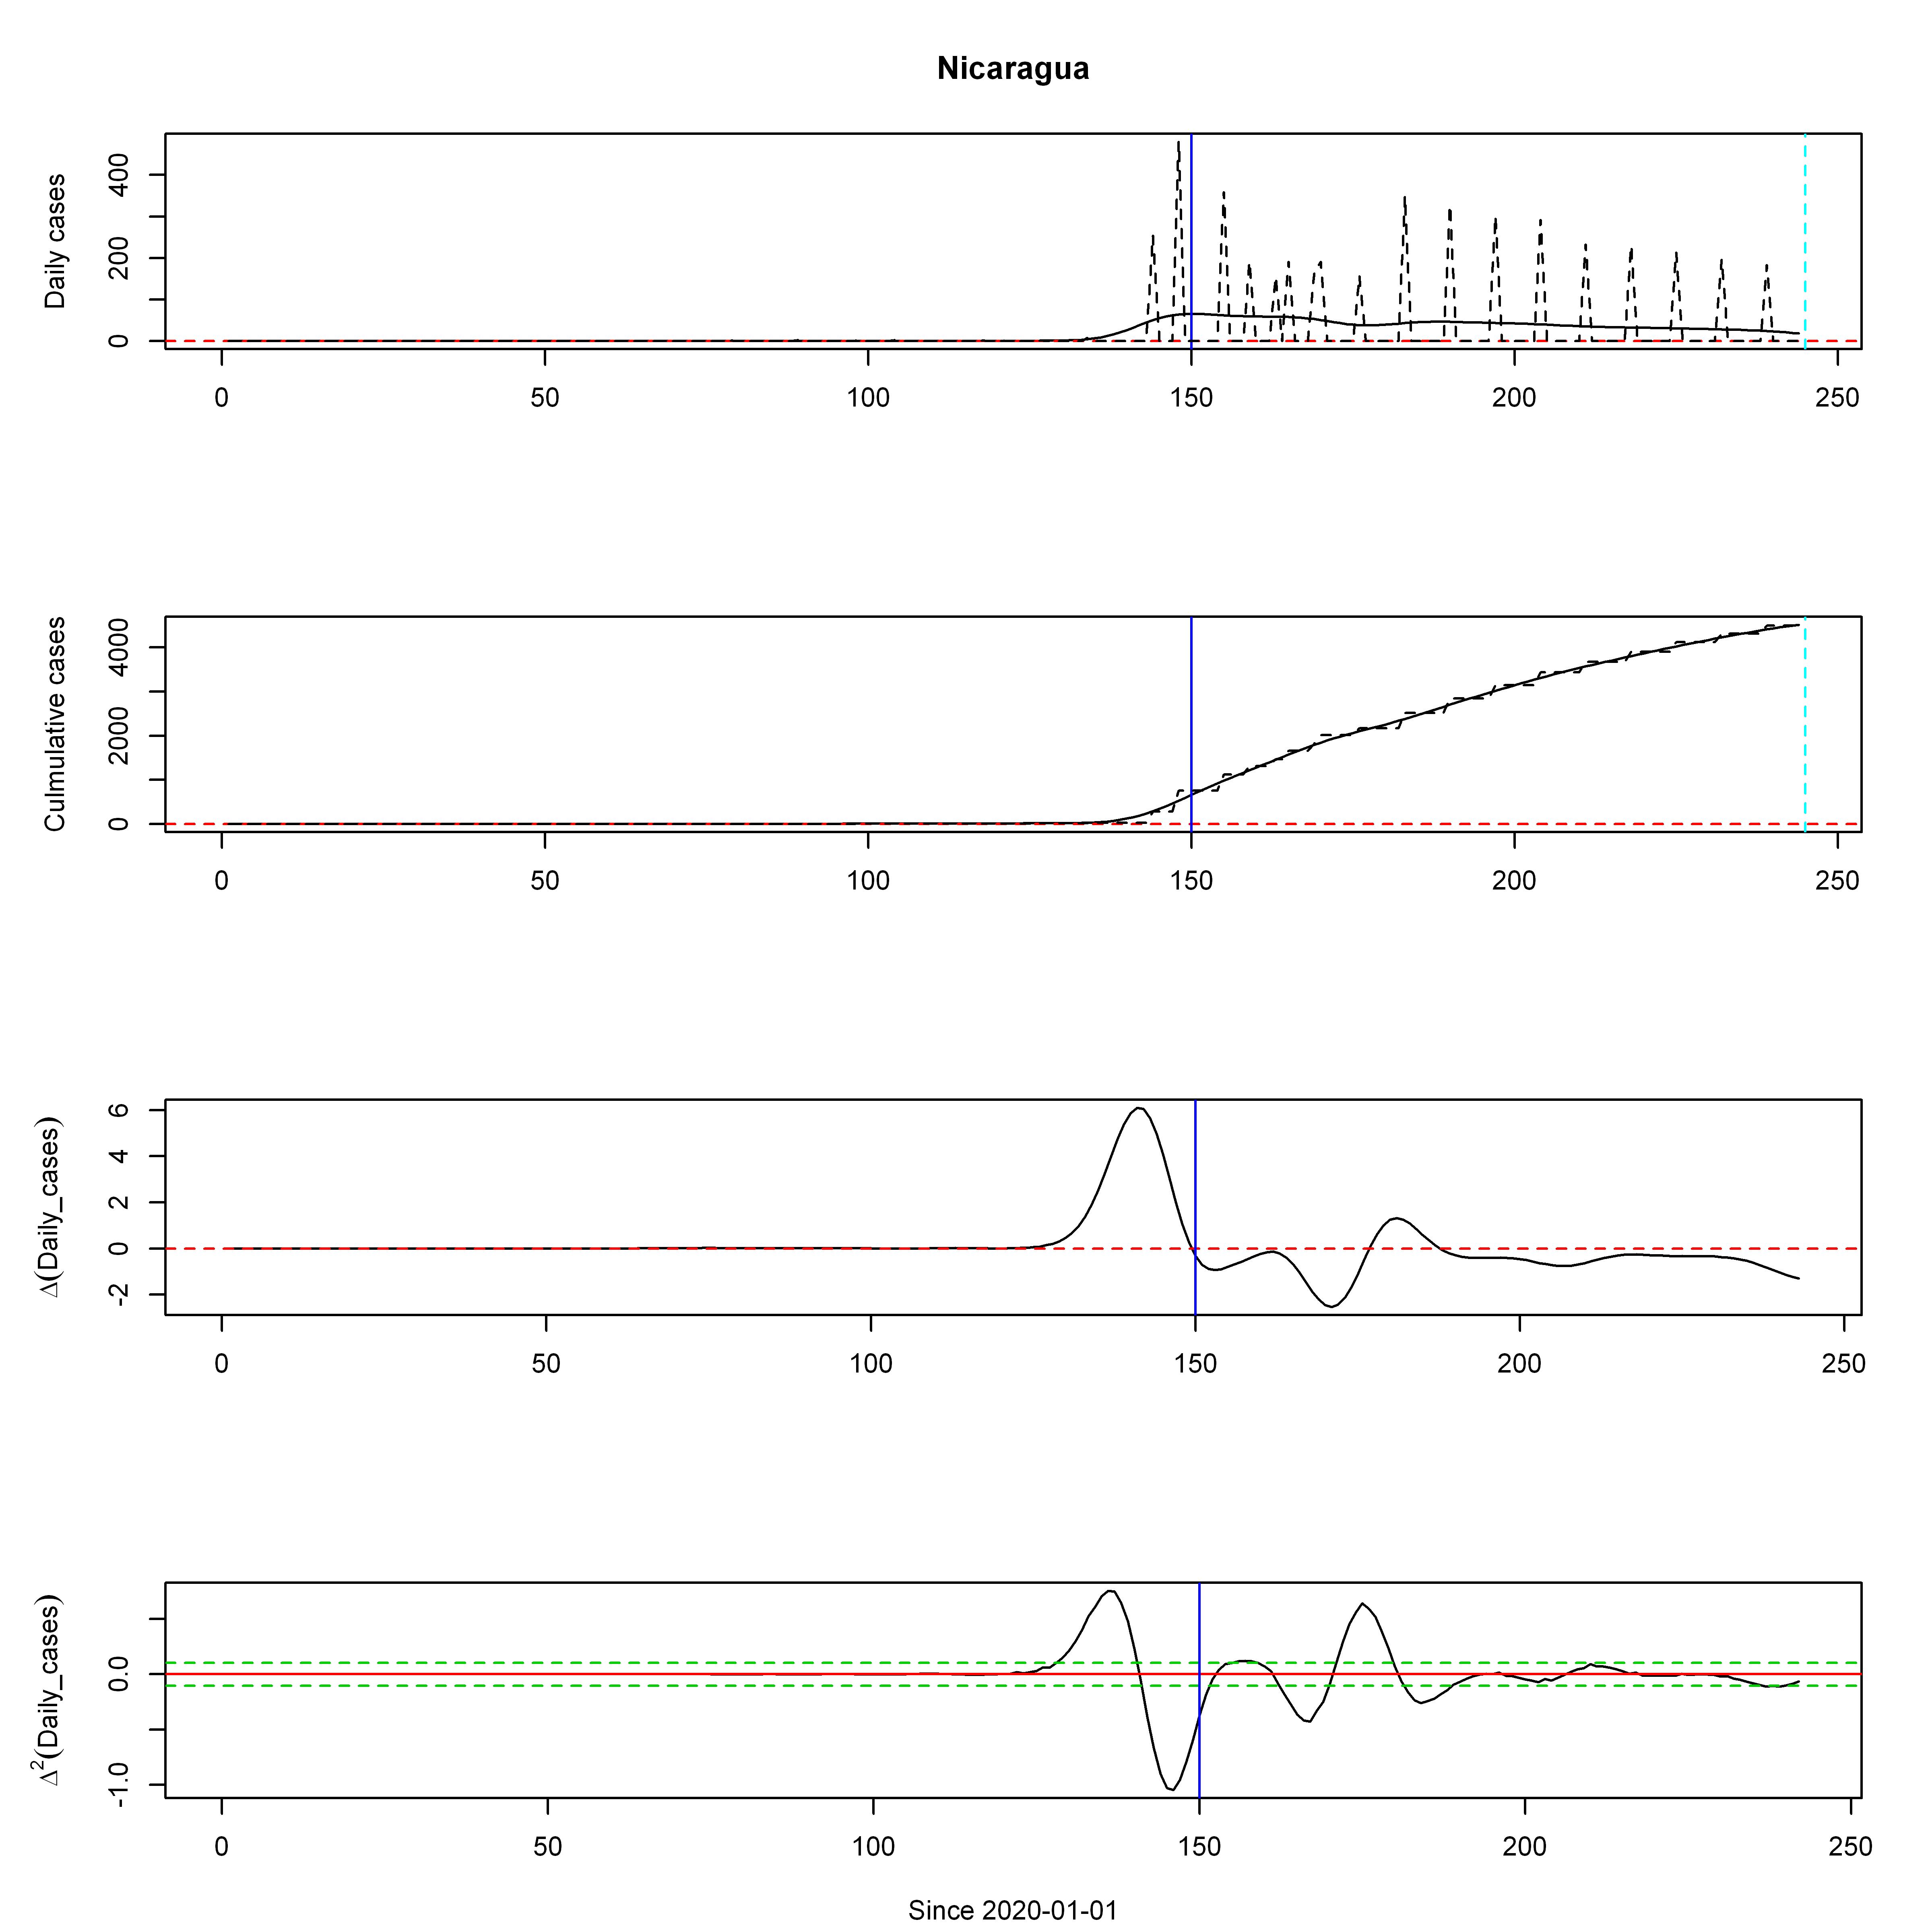 Nicaragua
Daily cases
400
200
0
0 50 100 150 200 250
Culmulative cases
4000
2000
0
0 50 100 150 200 250
Δ(Daily_cases)
6
4
2
0
-2
0 50 100 150 200 250
Δ²(Daily_cases)
0.0
-1.0
0 50 100 150 200 250
Since 2020-01-01